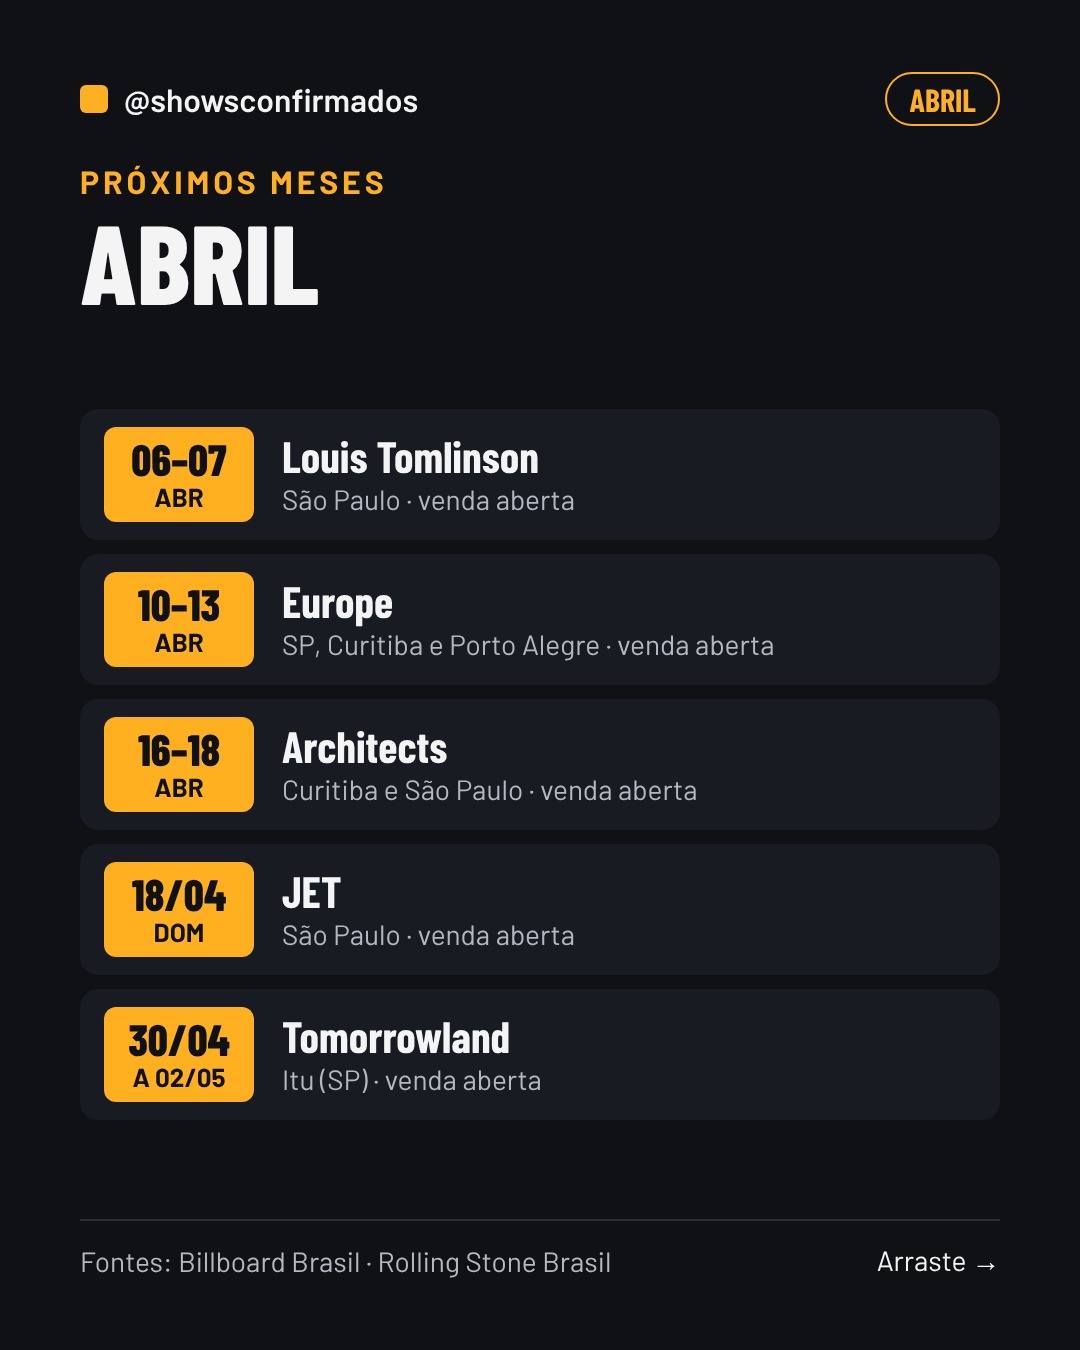 @showsconfirmados
ABRIL
PRÓXIMOS MESES
ABRIL
06–07
ABR
Louis Tomlinson
São Paulo · venda aberta
10–13
ABR
Europe
SP, Curitiba e Porto Alegre · venda aberta
16–18
ABR
Architects
Curitiba e São Paulo · venda aberta
18/04
DOM
JET
São Paulo · venda aberta
30/04
A 02/05
Tomorrowland
Itu (SP) · venda aberta
Fontes: Billboard Brasil · Rolling Stone Brasil
Arraste →